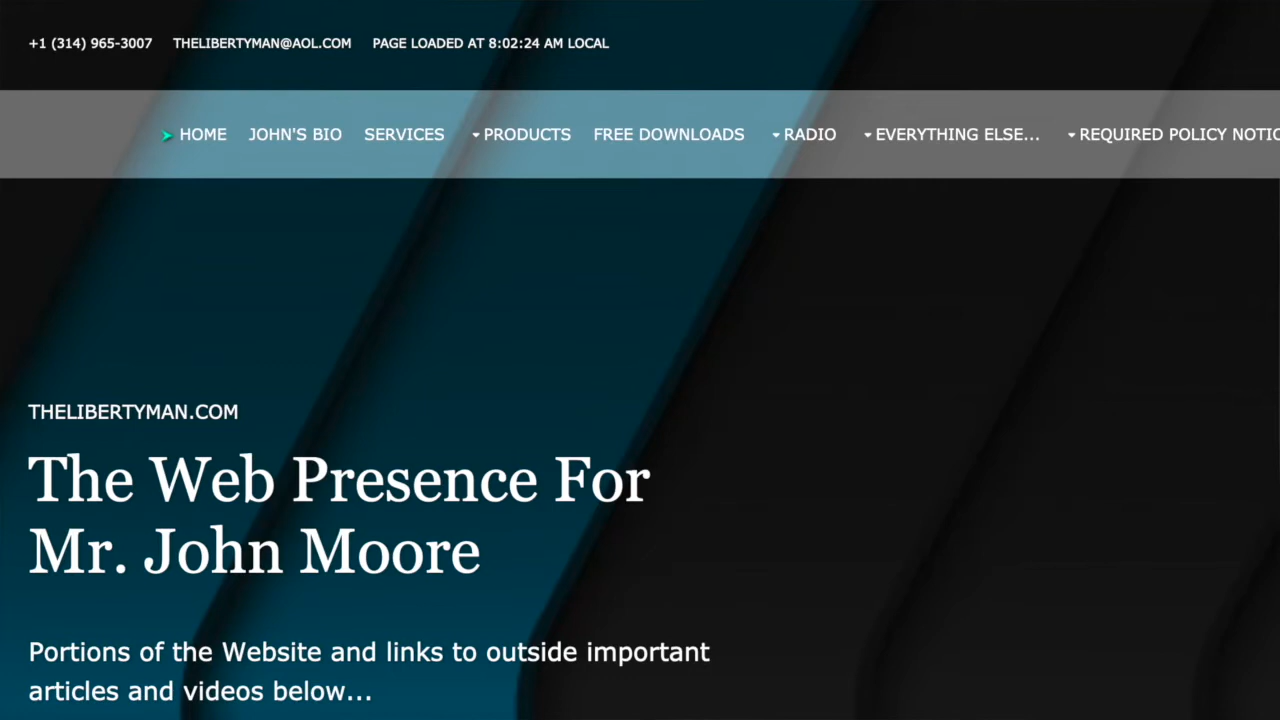 +1 (314) 965-3007 THELIBERTYMAN@AOL.COM PAGE LOADED AT 8:02:24 AM LOCAL
HOME JOHN'S BIO SERVICES PRODUCTS FREE DOWNLOADS RADIO EVERYTHING ELSE... REQUIRED POLICY
THELIBERTYMAN.COM
The Web Presence For
Mr. John Moore
Portions of the Website and links to outside important
articles and videos below...